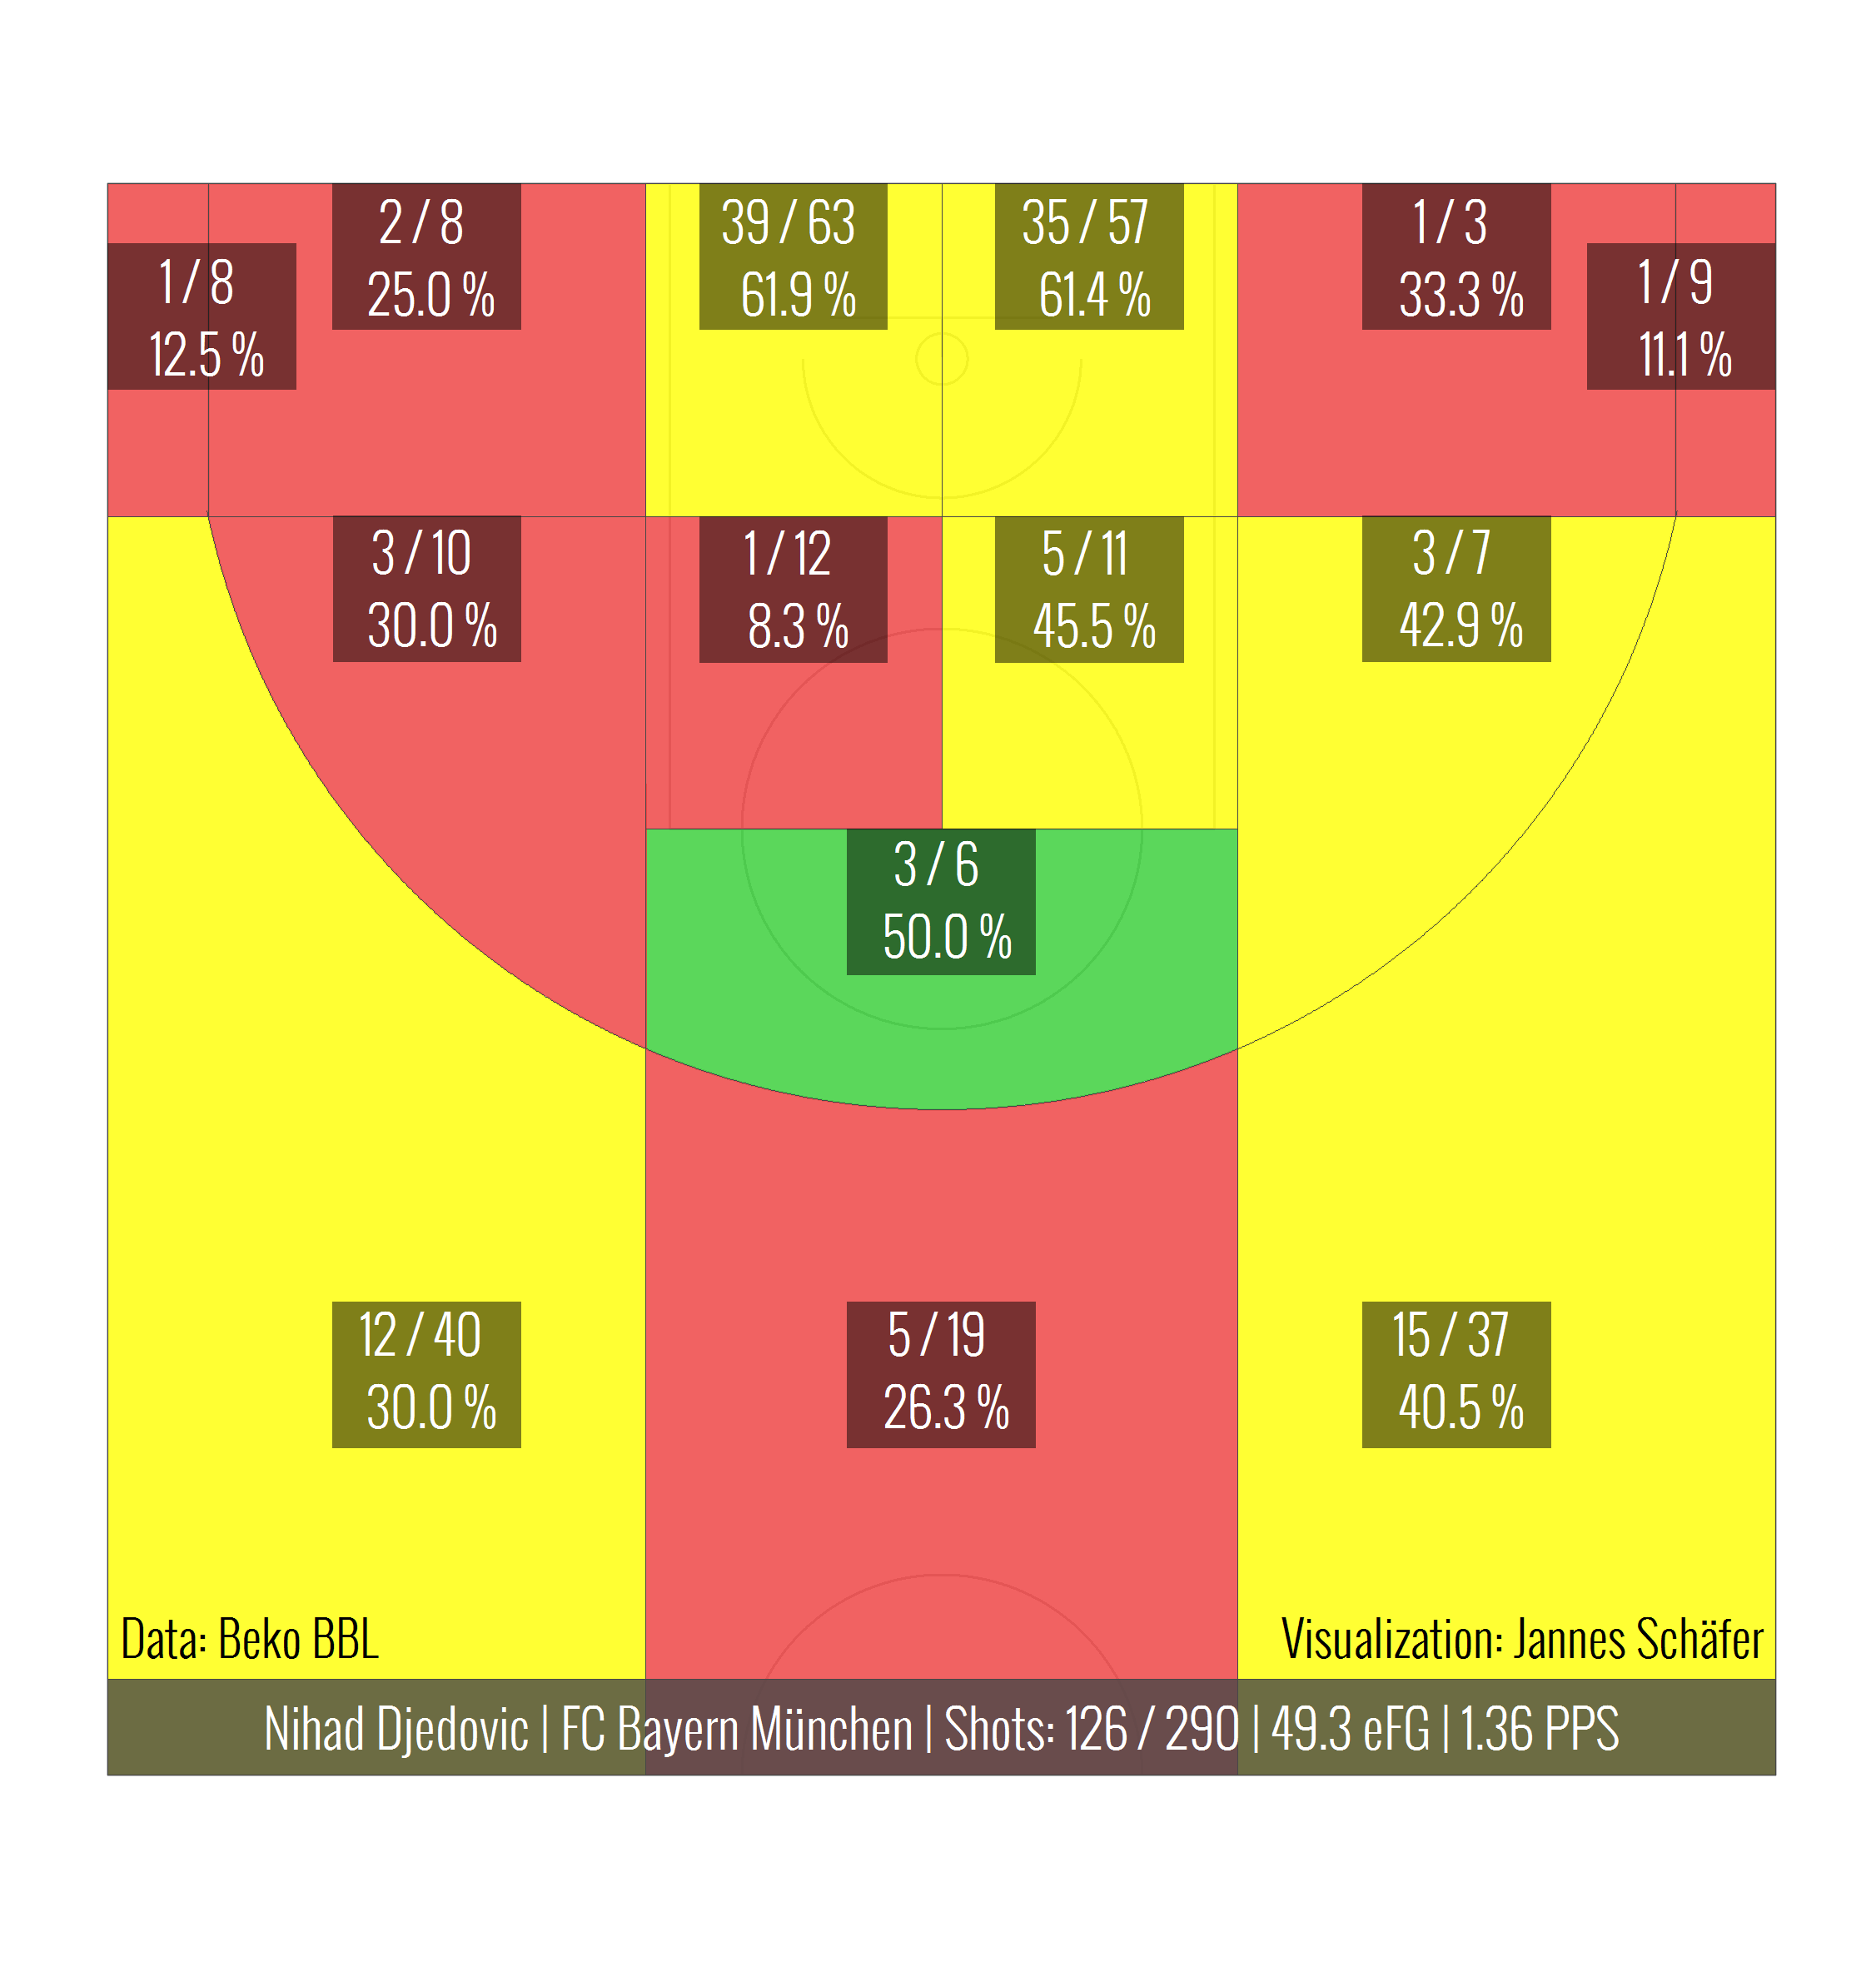 2 / 8
25.0 %
39 / 63
61.9 %
35 / 57
61.4 %
1 / 3
33.3 %
1 / 8
12.5 %
1 / 9
11.1 %
3 / 10
30.0 %
1 / 12
8.3 %
5 / 11
45.5 %
3 / 7
42.9 %
3 / 6
50.0 %
12 / 40
30.0 %
5 / 19
26.3 %
15 / 37
40.5 %
Data: Beko BBL
Visualization: Jannes Schäfer
Nihad Djedovic | FC Bayern München | Shots: 126 / 290 | 49.3 eFG | 1.36 PPS